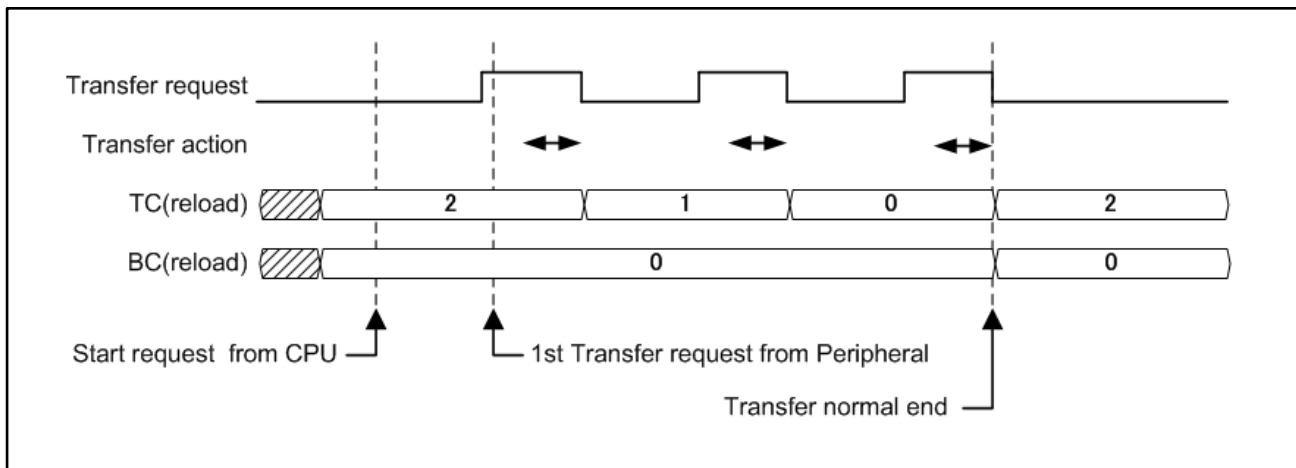 Transfer request
Transfer action
TC(reload) 2 1 0 2
BC(reload) 0 0
Start request from CPU 1st Transfer request from Peripheral
Transfer normal end